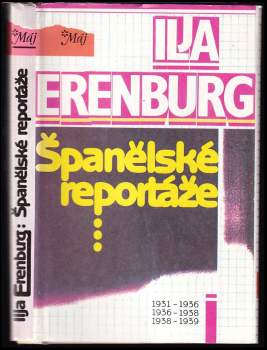 Máj
Máj
ILJA
ERENBURG
Španělské
reportáže
1931 – 1936
1936 – 1938
1938 – 1939
Ilja Erenburg: Španělské reportáže